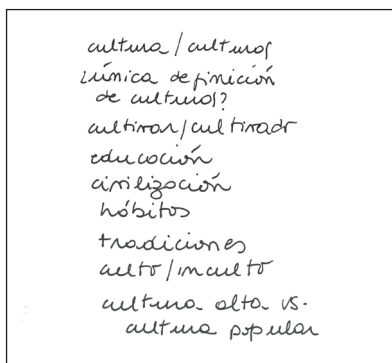 cultura / culturas
¿única definición
de culturas?
cultivar/cultivador
educación
civilización
hábitos
tradiciones
culto/inculto
cultura alta vs.
cultura popular